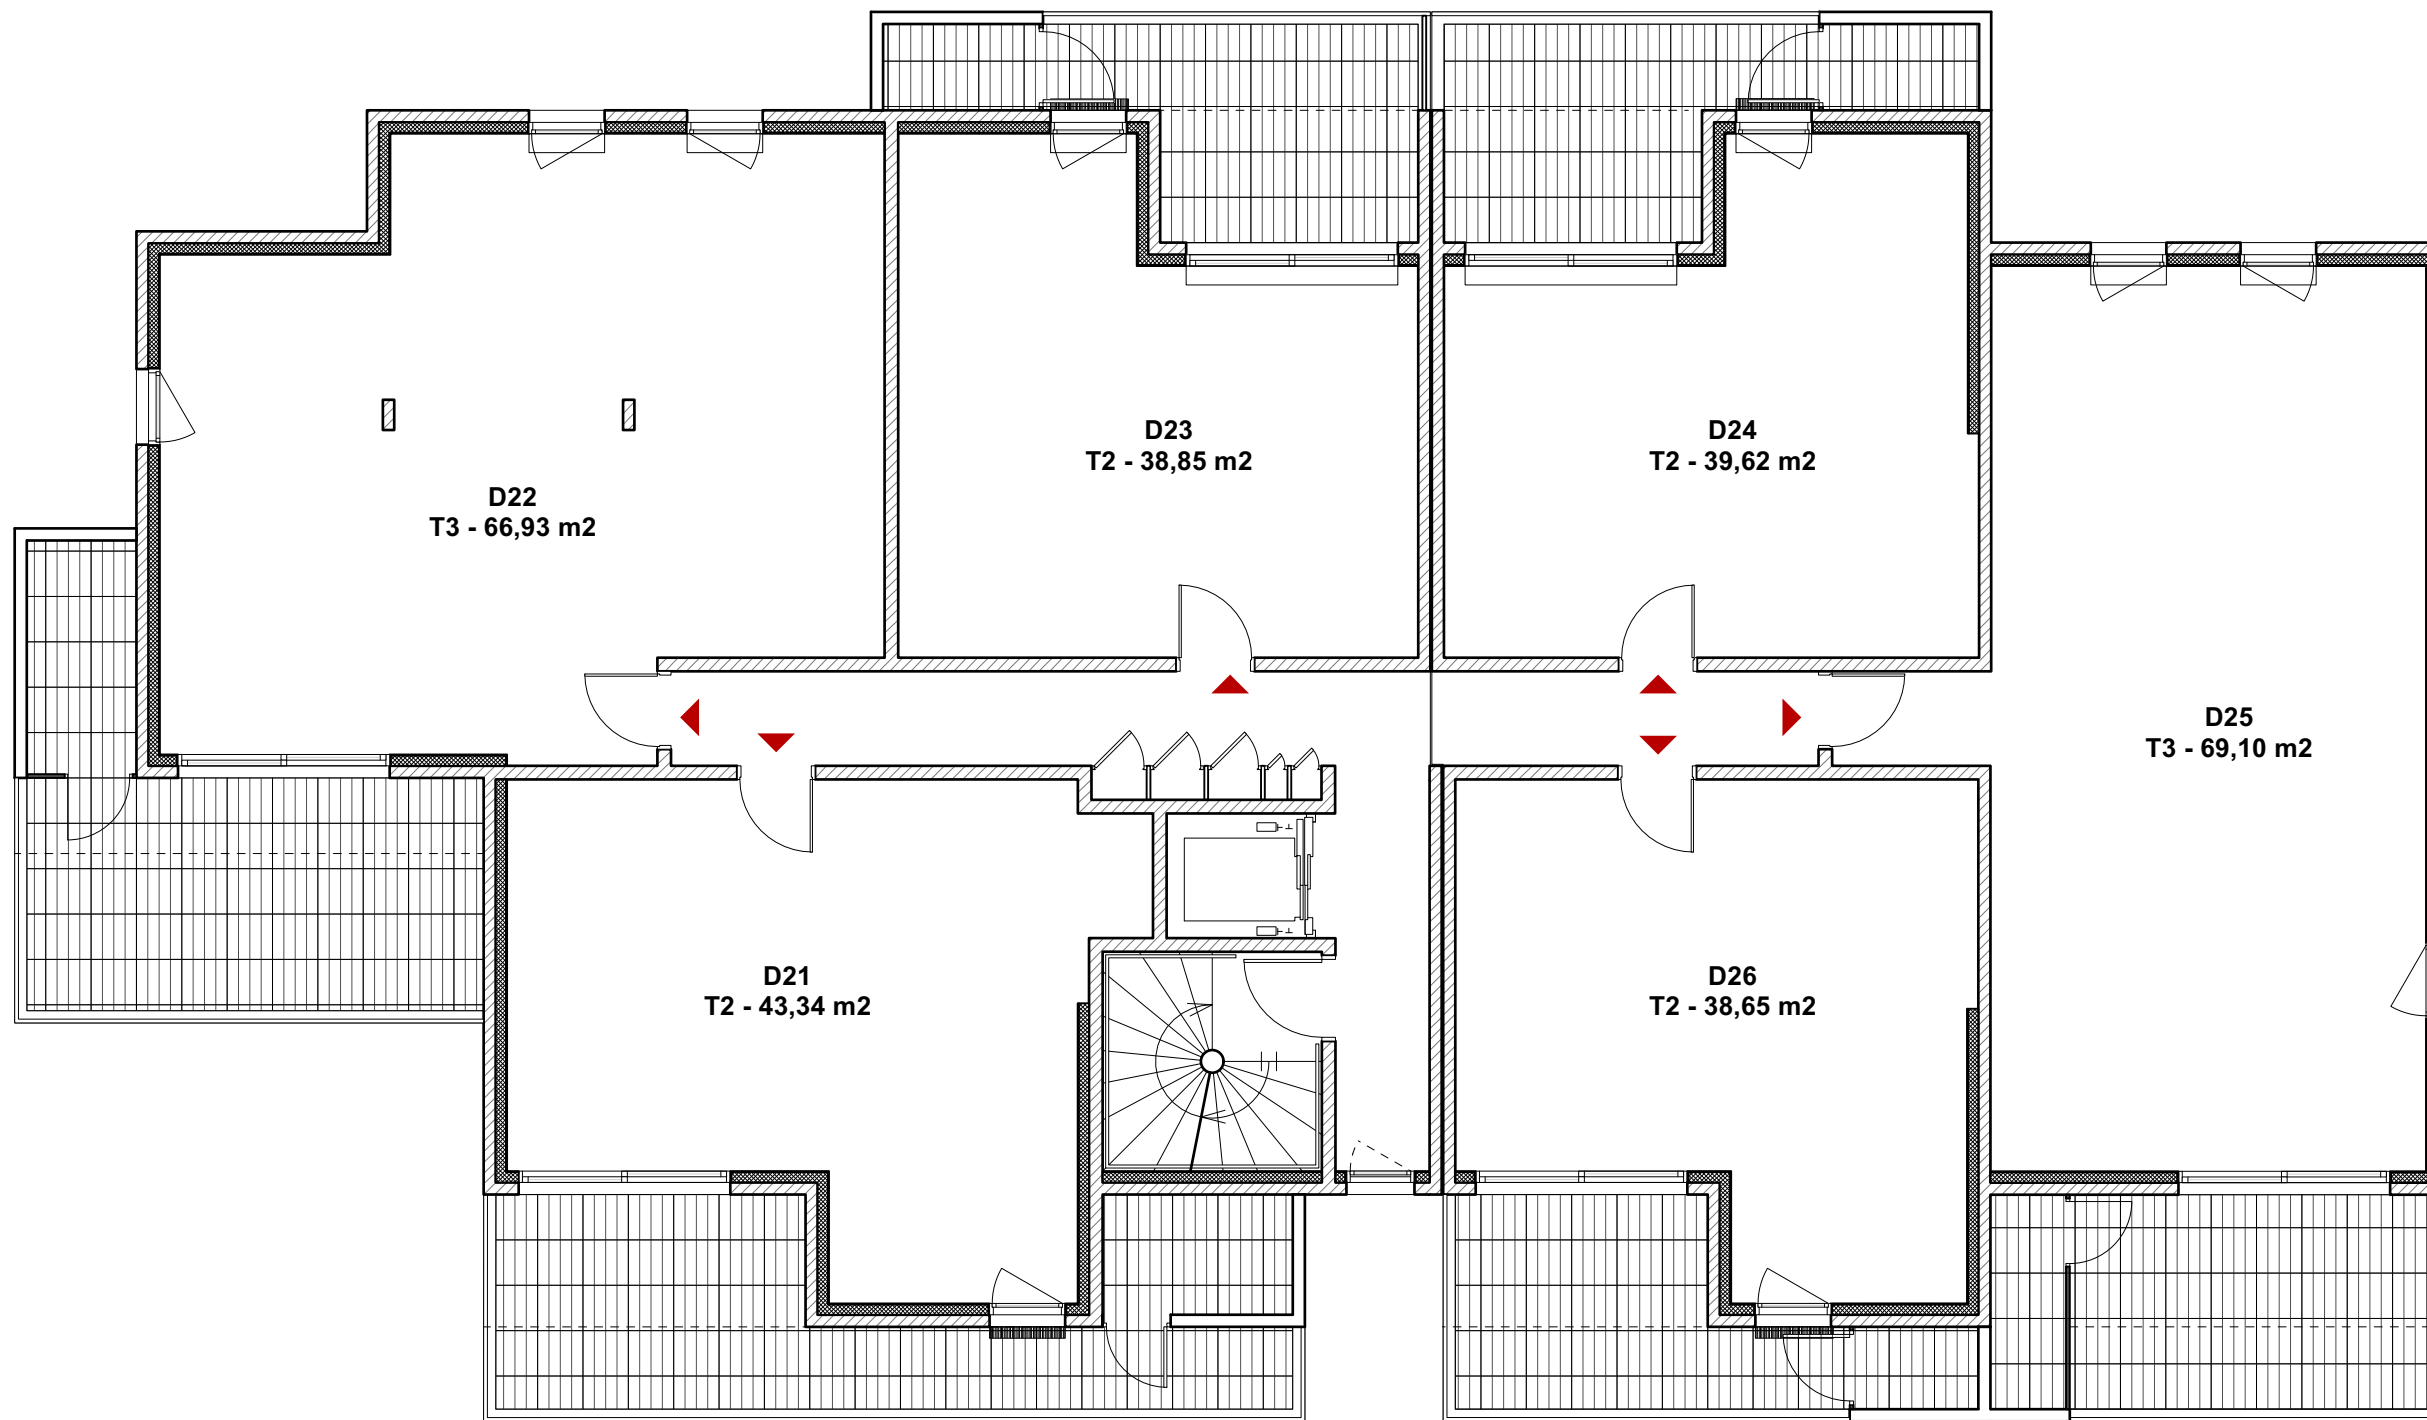 D23
T2 - 38,85 m2
D24
T2 - 39,62 m2
D22
T3 - 66,93 m2
D25
T3 - 69,10 m2
D21
T2 - 43,34 m2
D26
T2 - 38,65 m2